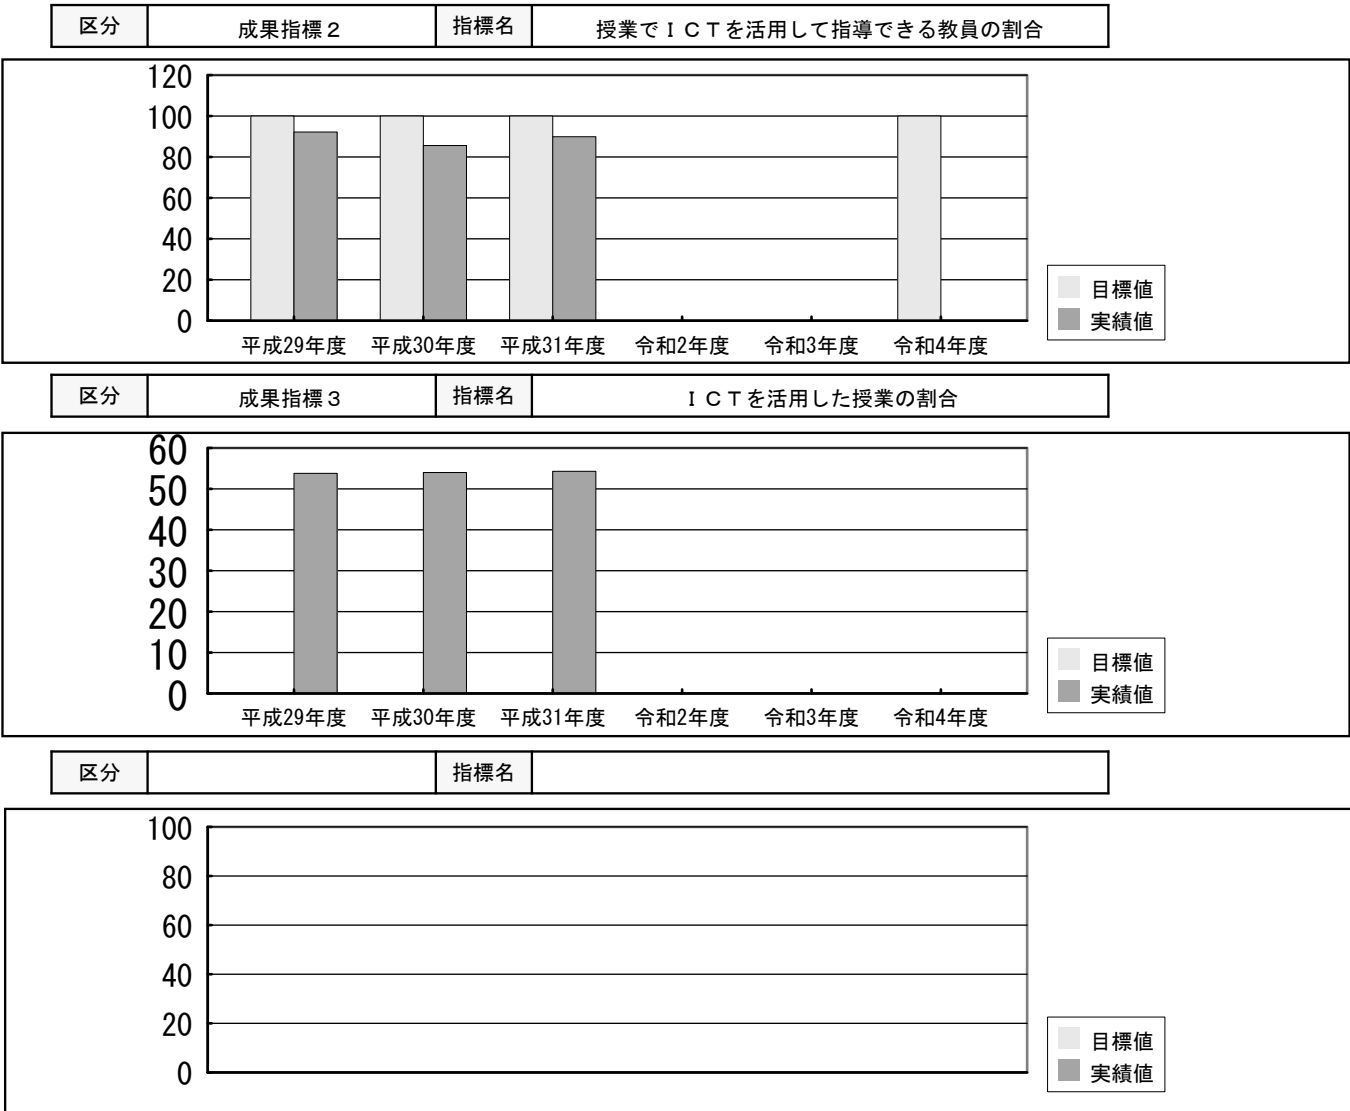 区分 成果指標２ 指標名 授業でＩＣＴを活用して指導できる教員の割合
120
100
80
60
40
20
0
平成29年度 平成30年度 平成31年度 令和2年度 令和3年度 令和4年度
目標値
実績値
区分 成果指標３ 指標名 ＩＣＴを活用した授業の割合
60
50
40
30
20
10
0
平成29年度 平成30年度 平成31年度 令和2年度 令和3年度 令和4年度
目標値
実績値
区分 指標名
100
80
60
40
20
0
目標値
実績値